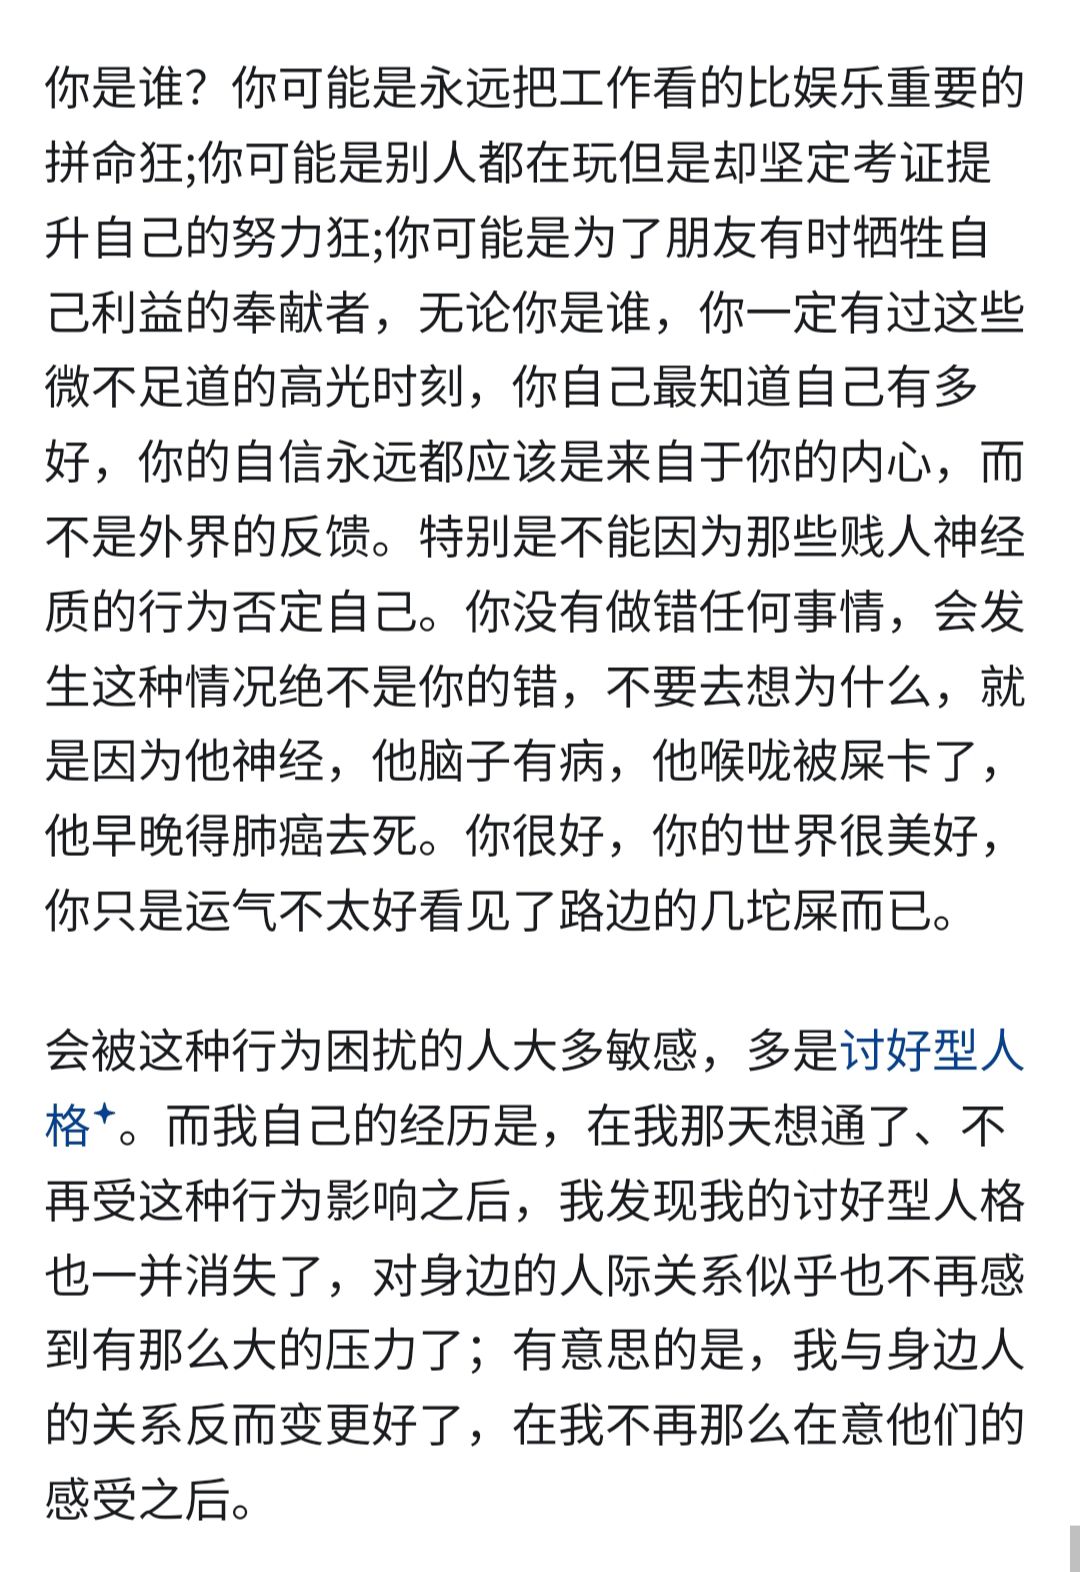 你是谁？你可能是永远把工作看的比娱乐重要的
拼命狂;你可能是别人都在玩但是却坚定考证提
升自己的努力狂;你可能是为了朋友有时牺牲自
己利益的奉献者，无论你是谁，你一定有过这些
微不足道的高光时刻，你自己最知道自己有多
好，你的自信永远都应该是来自于你的内心，而
不是外界的反馈。特别是不能因为那些贱人神经
质的行为否定自己。你没有做错任何事情，会发
生这种情况绝不是你的错，不要去想为什么，就
是因为他神经，他脑子有病，他喉咙被屎卡了，
他早晚得肺癌去死。你很好，你的世界很美好，
你只是运气不太好看见了路边的几坨屎而已。
会被这种行为困扰的人大多敏感，多是讨好型人
格。而我自己的经历是，在我那天想通了、不
再受这种行为影响之后，我发现我的讨好型人格
也一并消失了，对身边的人际关系似乎也不再感
到有那么大的压力了；有意思的是，我与身边人
的关系反而变更好了，在我不再那么在意他们的
感受之后。